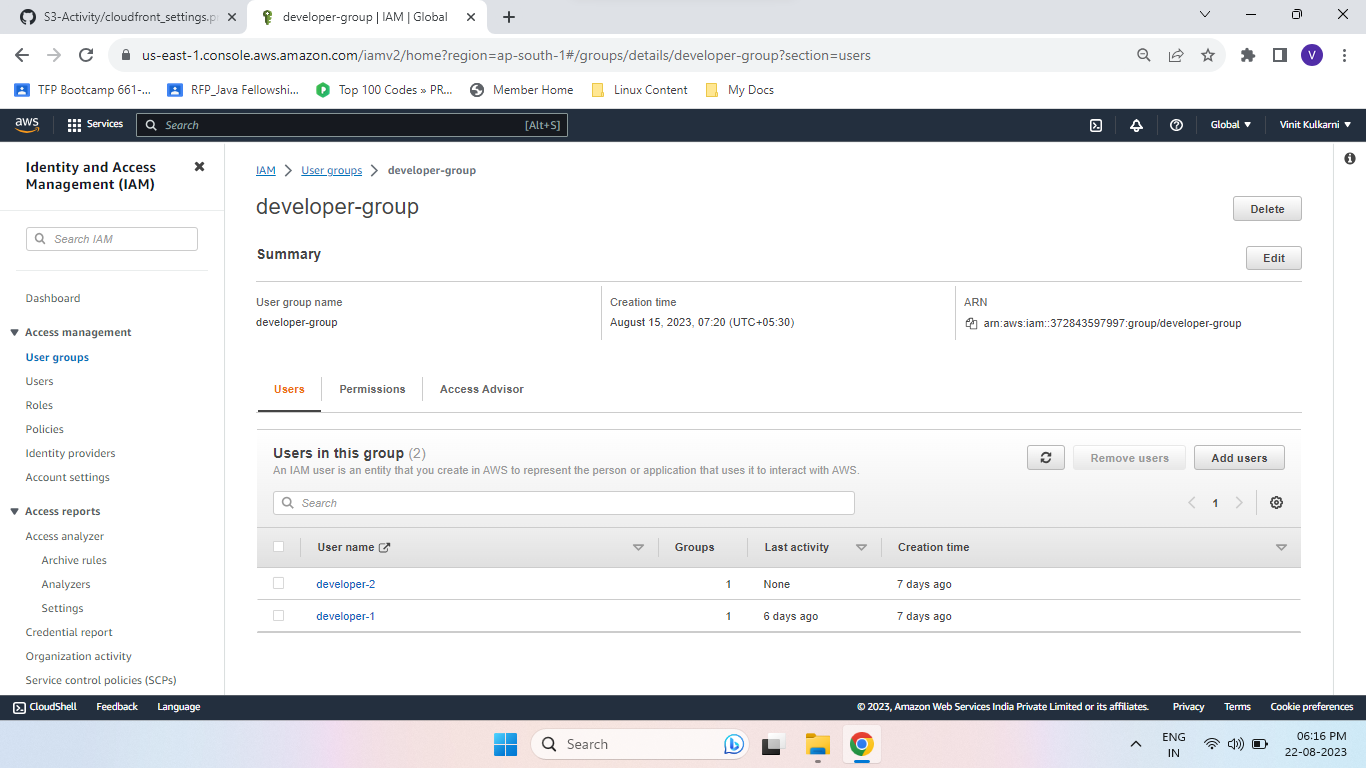 S3-Activity/cloudfront_settings.p
developer-group | IAM | Global
us-east-1.console.aws.amazon.com/iamv2/home?region=ap-south-1#/groups/details/developer-group?section=users
V
TFP Bootcamp 661-...
RFP_Java Fellowshi...
Top 100 Codes » PR...
Member Home
Linux Content
My Docs
aws
Services
Search
[Alt+S]
Global
Vinit Kulkarni
Identity and Access
Management (IAM)
Search IAM
Dashboard
Access management
User groups
Users
Roles
Policies
Identity providers
Account settings
Access reports
Access analyzer
Archive rules
Analyzers
Settings
Credential report
Organization activity
Service control policies (SCPs)
IAM
User groups
developer-group
developer-group
Delete
Summary
Edit
User group name
developer-group
Creation time
August 15, 2023, 07:20 (UTC+05:30)
ARN
arn:aws:iam::372843597997:group/developer-group
Users
Permissions
Access Advisor
Users in this group (2)
An IAM user is an entity that you create in AWS to represent the person or application that uses it to interact with AWS.
Remove users
Add users
Search
1
User name
Groups
Last activity
Creation time
developer-2
1
None
7 days ago
developer-1
1
6 days ago
7 days ago
CloudShell
Feedback
Language
© 2023, Amazon Web Services India Private Limited or its affiliates.
Privacy
Terms
Cookie preferences
Search
ENG
IN
06:16 PM
22-08-2023